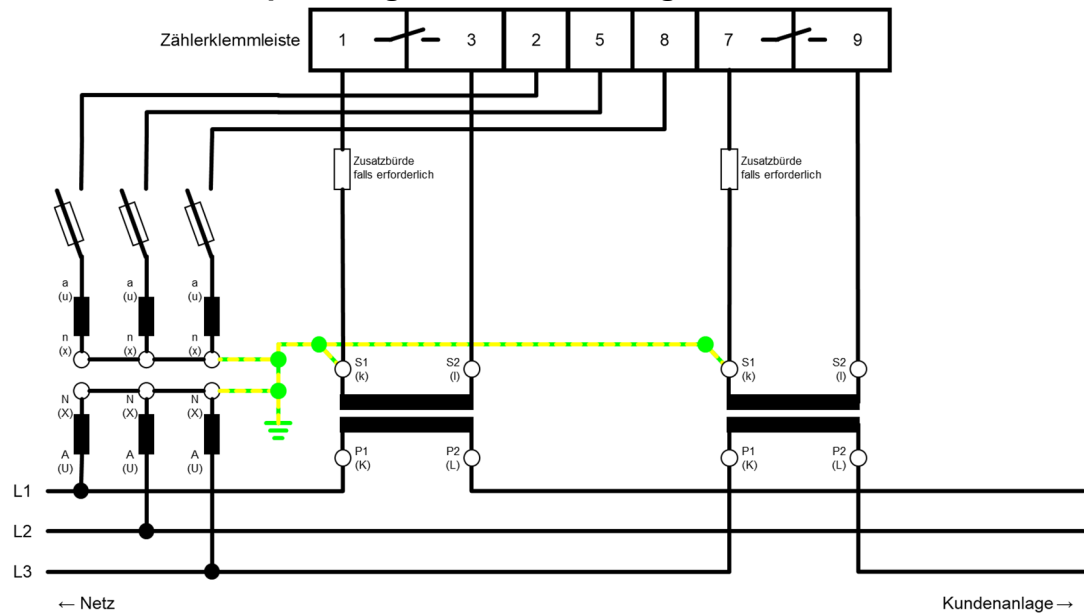 Zählerklemmleiste
1
3
2
5
8
7
9
Zusatzbürde
falls erforderlich
Zusatzbürde
falls erforderlich
a
(u)
a
(u)
a
(u)
n
(x)
n
(x)
n
(x)
S1
(k)
S2
(l)
S1
(k)
S2
(l)
N
(X)
N
(X)
N
(X)
A
(U)
A
(U)
A
(U)
P1
(K)
P2
(L)
P1
(K)
P2
(L)
L1
L2
L3
← Netz
Kundenanlage →